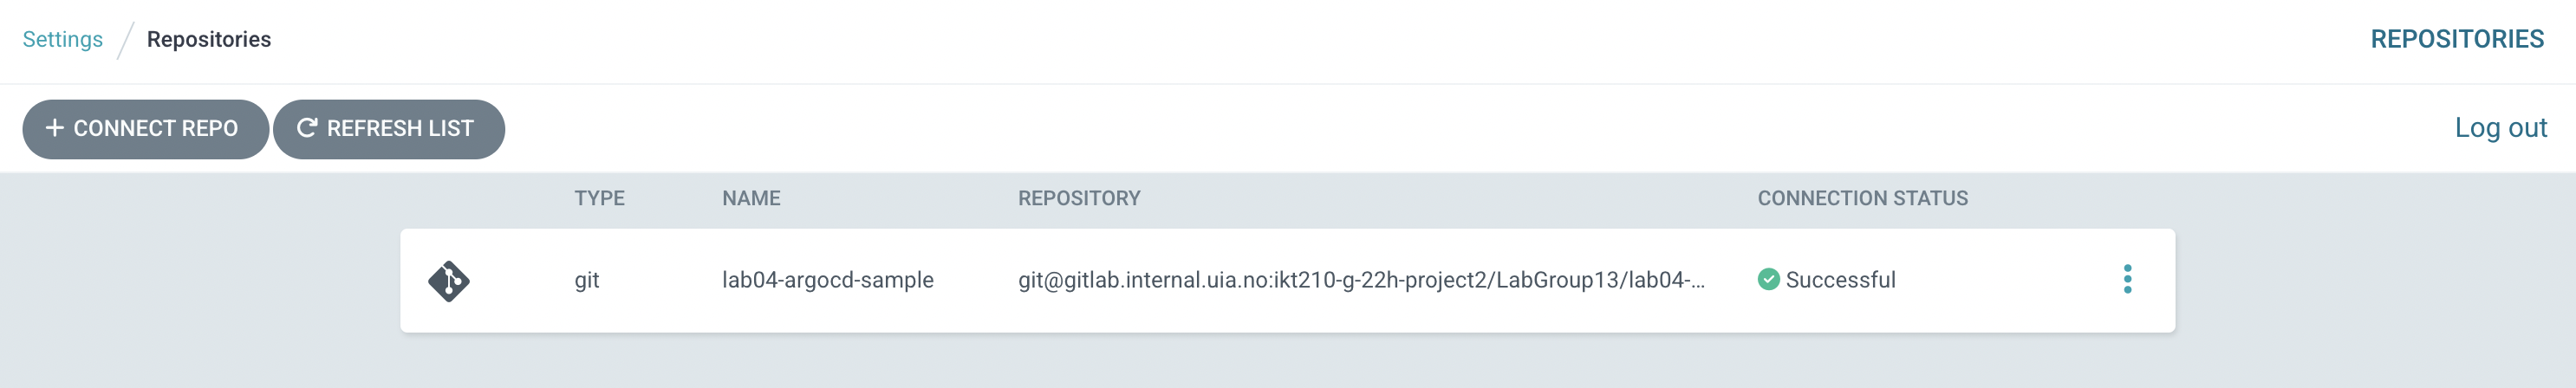 Settings / Repositories REPOSITORIES
+ CONNECT REPO REFRESH LIST Log out
TYPE NAME REPOSITORY CONNECTION STATUS
git lab04-argocd-sample git@gitlab.internal.uia.no:ikt210-g-22h-project2/LabGroup13/lab04-... Successful